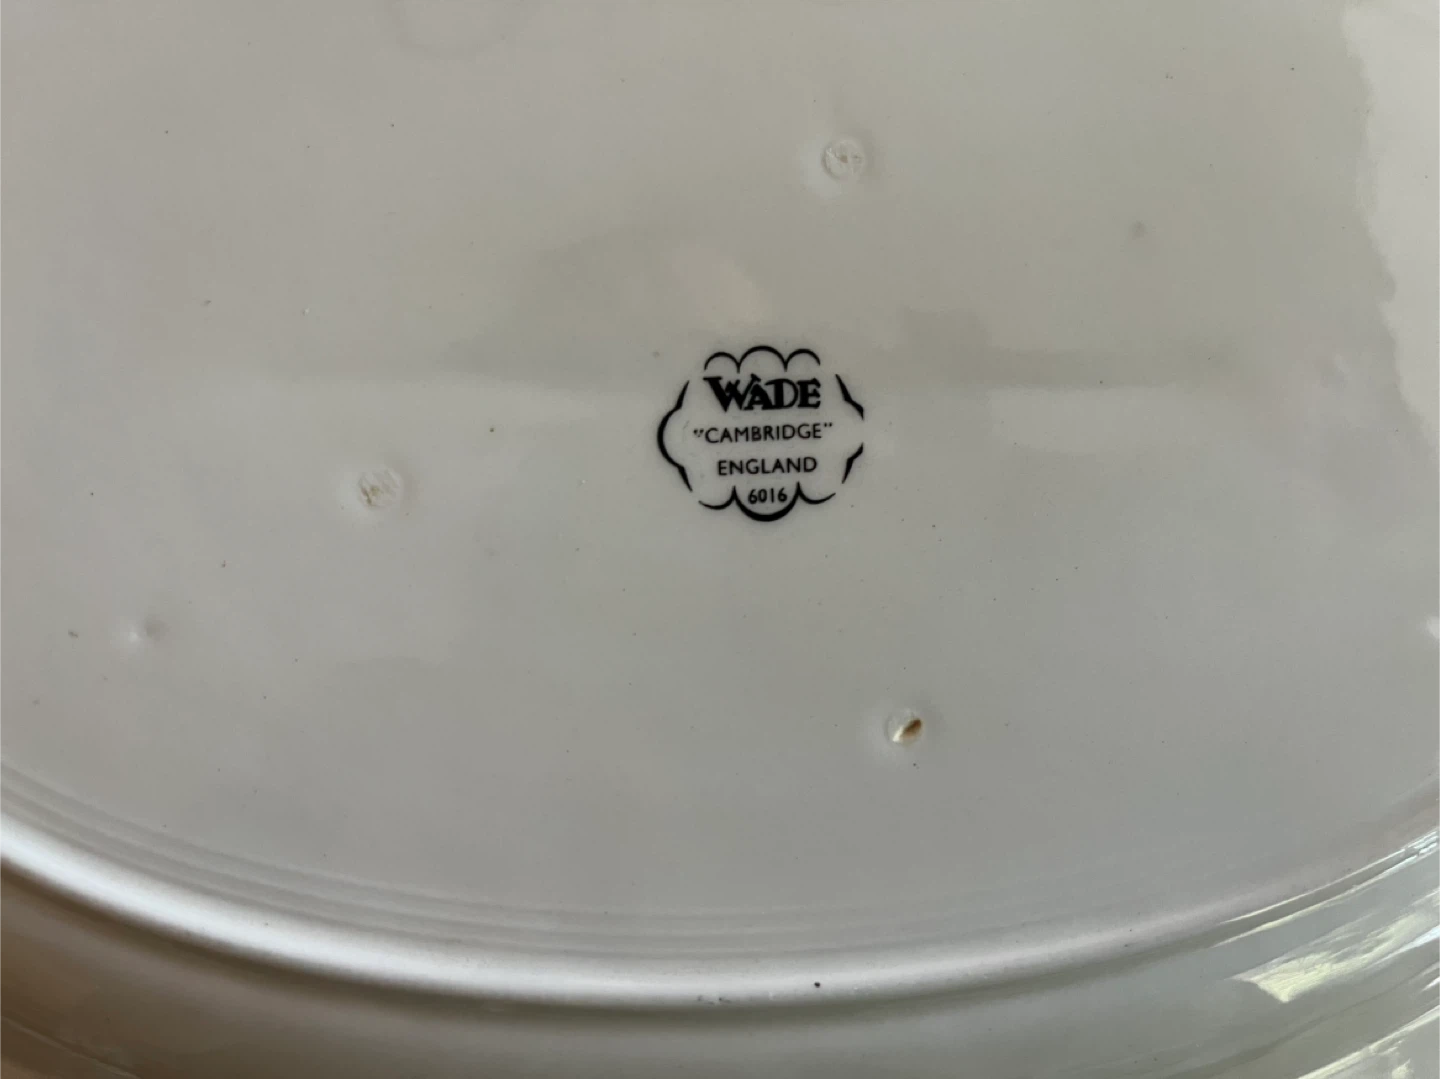 WADE
"CAMBRIDGE"
ENGLAND
6016